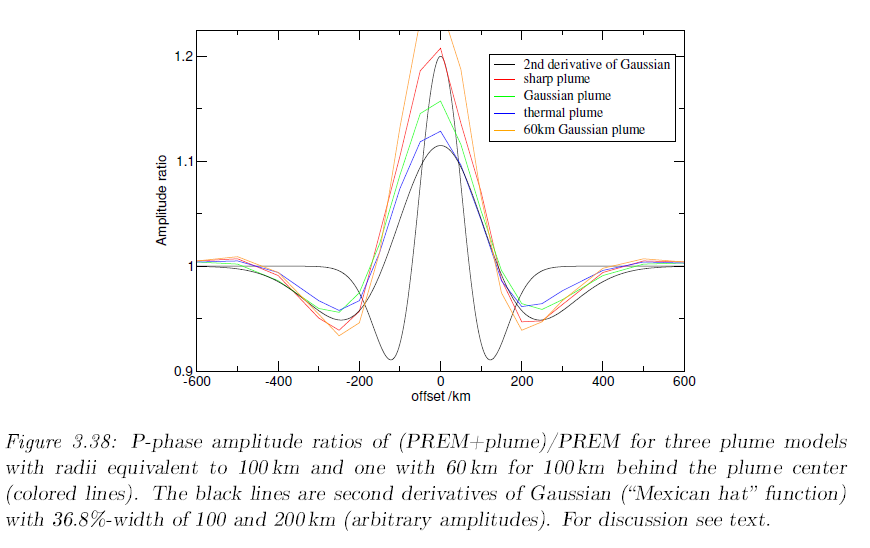 1.2
1.1
1
0.9
Amplitude ratio
2nd derivative of Gaussian
sharp plume
Gaussian plume
thermal plume
60km Gaussian plume
-600 -400 -200 0 200 400 600
offset /km
Figure 3.38: P-phase amplitude ratios of (PREM+plume)/PREM for three plume models
with radii equivalent to 100 km and one with 60 km for 100 km behind the plume center
(colored lines). The black lines are second derivatives of Gaussian (“Mexican hat” function)
with 36.8%-width of 100 and 200 km (arbitrary amplitudes). For discussion see text.